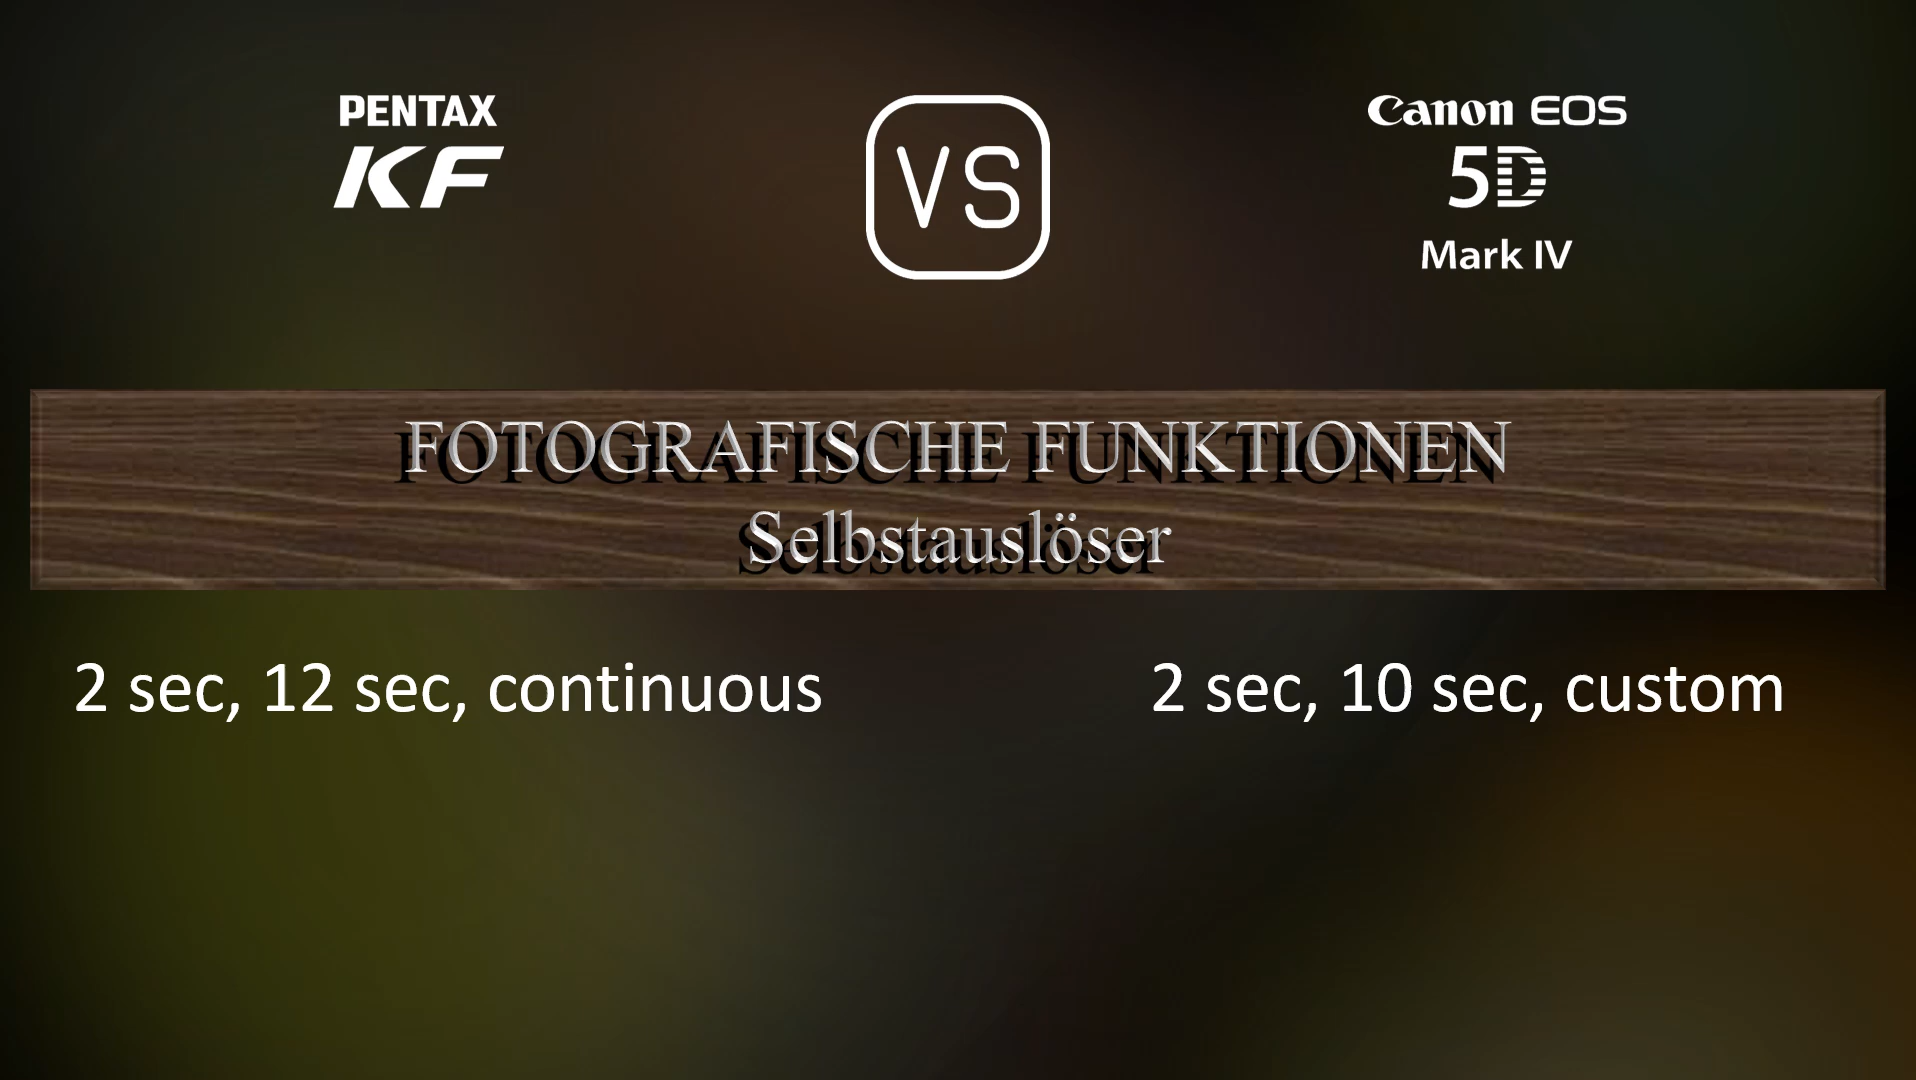 PENTAX
KF
VS
Canon EOS
5D
Mark IV
FOTOGRAFISCHE FUNKTIONEN
Selbstauslöser
2 sec, 12 sec, continuous
2 sec, 10 sec, custom